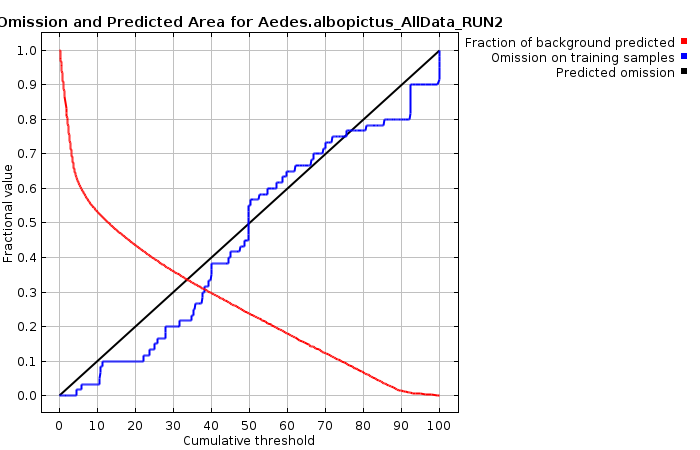 Omission and Predicted Area for Aedes.albopictus_AllData_RUN2
Fraction of background predicted
Omission on training samples
Predicted omission
1.0
0.9
0.8
0.7
0.6
0.5
0.4
0.3
0.2
0.1
0.0
Fractional value
0 10 20 30 40 50 60 70 80 90 100
Cumulative threshold